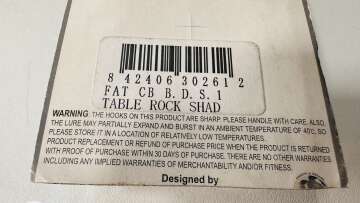 8 42406 30261 2
FAT CB B.D.S.1
TABLE ROCK SHAD
WARNING: THE HOOKS ON THIS PRODUCT ARE SHARP. PLEASE HANDLE WITH CARE. ALSO,
THE LURE MAY PARTIALLY EXPAND AND BURST IN AN AMBIENT TEMPERATURE OF 40℃, SO
PLEASE STORE IT IN A LOCATION OF RELATIVELY LOW TEMPERATURES.
PRODUCT REPLACEMENT OR REFUND OF PURCHASE PRICE WHEN THE PRODUCT IS RETURNED
WITH PROOF OF PURCHASE WITHIN 30 DAYS OF PURCHASE. THERE ARE NO OTHER WARRANTIES
INCLUDING ANY IMPLIED WARRANTIES OF MERCHANTABILITY AND/OR FITNESS.
Designed by